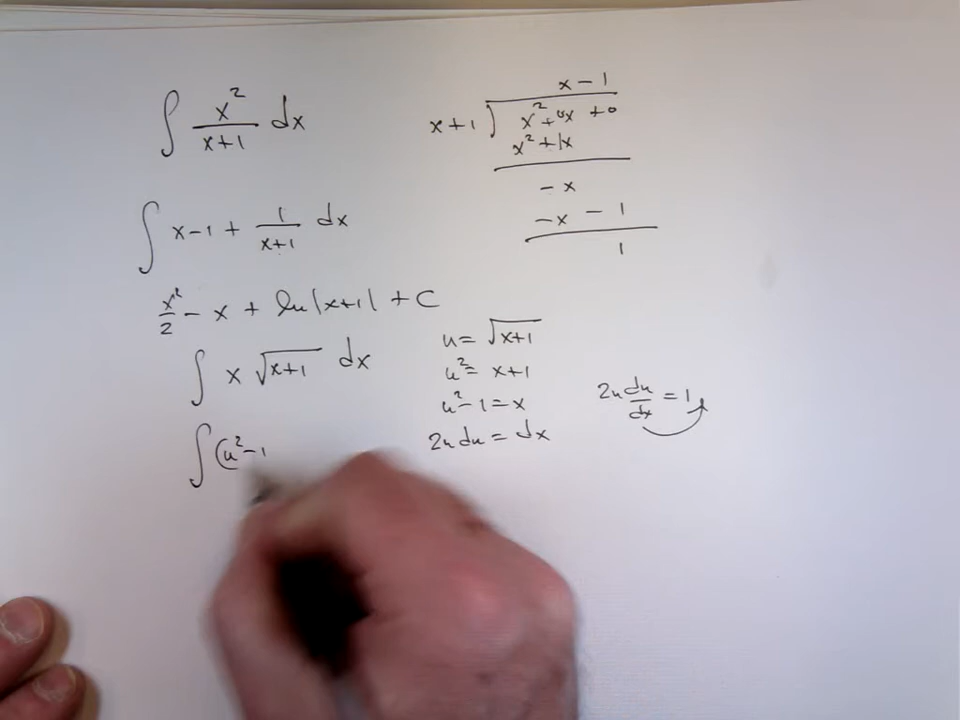 ∫ x²/(x+1) dx
x - 1
x+1 ) x² + 0x + 0
x² + 1x
- x
-x - 1
1
∫ x-1 + 1/(x+1) dx
x²/2 - x + ln|x+1| + C
∫ x √(x+1) dx
u = √(x+1)
u² = x+1
u²-1 = x
2u du = dx
2u du/dx = 1
∫ (u²-1